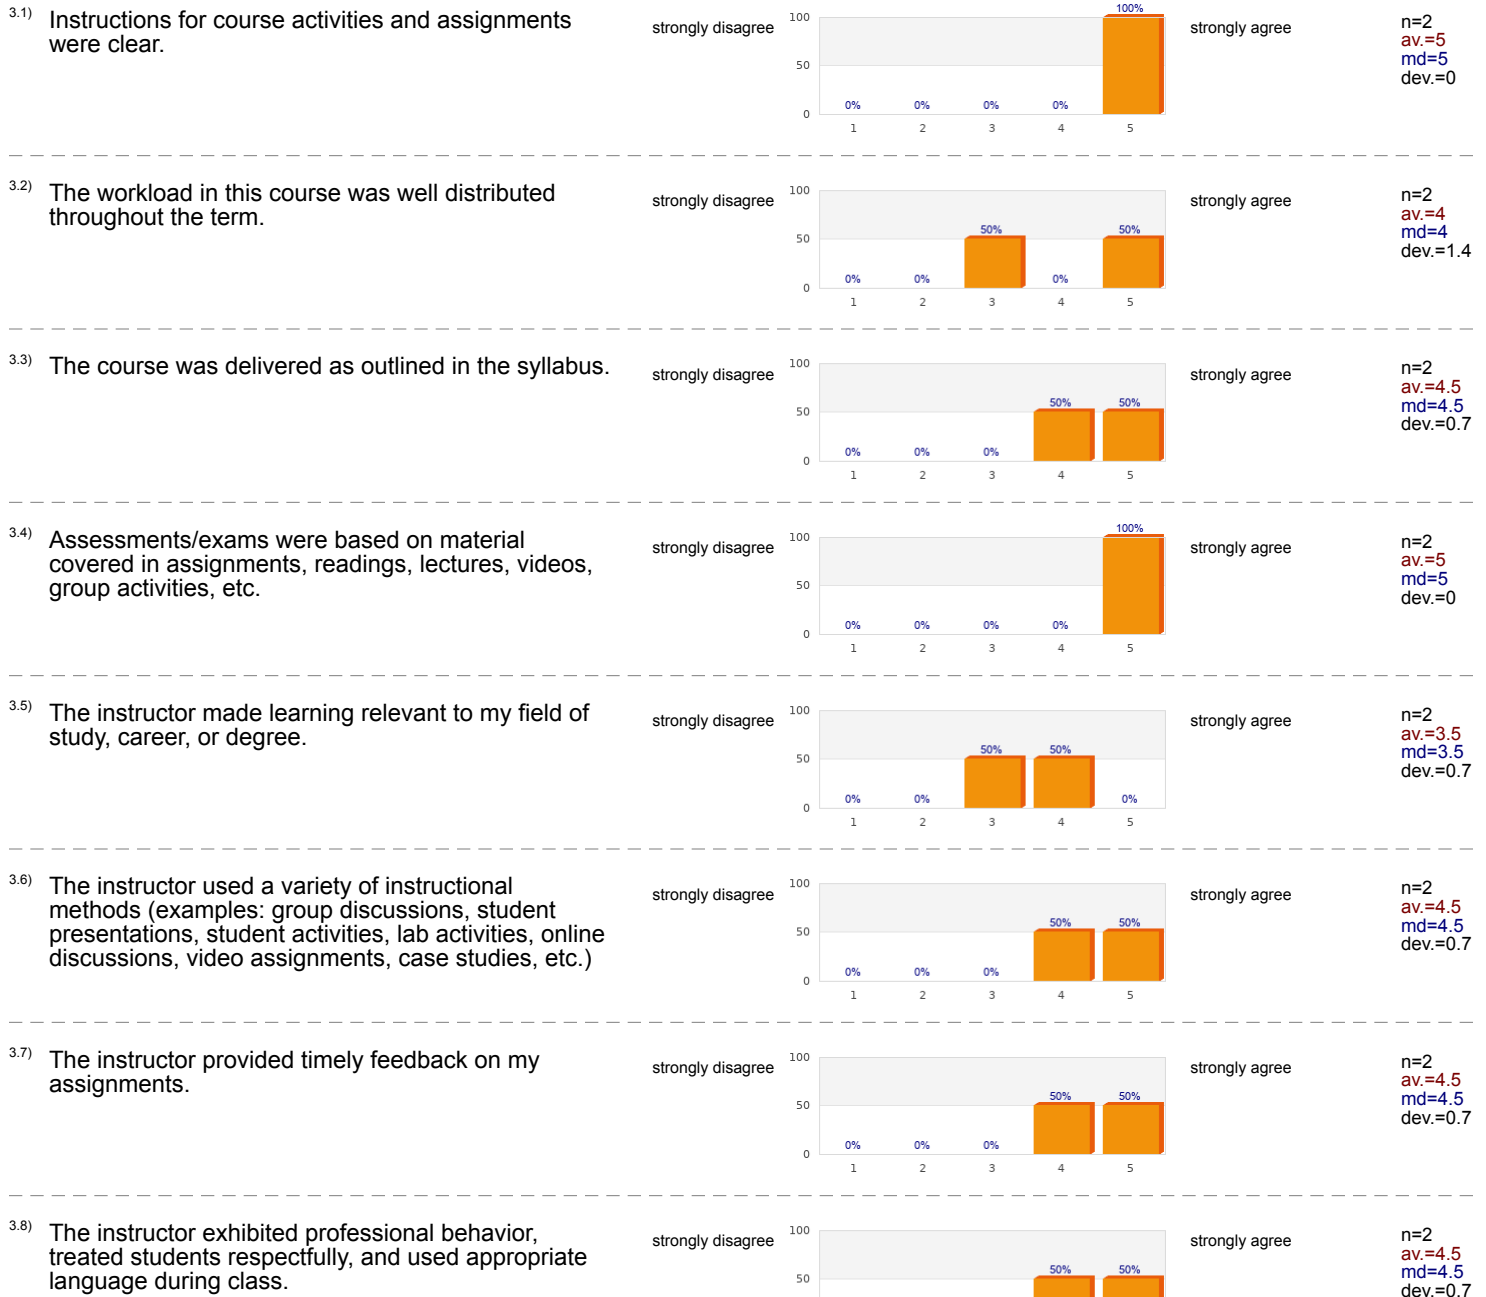 3.1) Instructions for course activities and assignments
were clear.
strongly disagree
100
50
0
0%
0%
0%
0%
100%
1
2
3
4
5
strongly agree
n=2
av.=5
md=5
dev.=0
3.2) The workload in this course was well distributed
throughout the term.
strongly disagree
100
50
0
0%
0%
50%
0%
50%
1
2
3
4
5
strongly agree
n=2
av.=4
md=4
dev.=1.4
3.3) The course was delivered as outlined in the syllabus.
strongly disagree
100
50
0
0%
0%
0%
50%
50%
1
2
3
4
5
strongly agree
n=2
av.=4.5
md=4.5
dev.=0.7
3.4) Assessments/exams were based on material
covered in assignments, readings, lectures, videos,
group activities, etc.
strongly disagree
100
50
0
0%
0%
0%
0%
100%
1
2
3
4
5
strongly agree
n=2
av.=5
md=5
dev.=0
3.5) The instructor made learning relevant to my field of
study, career, or degree.
strongly disagree
100
50
0
0%
0%
50%
50%
0%
1
2
3
4
5
strongly agree
n=2
av.=3.5
md=3.5
dev.=0.7
3.6) The instructor used a variety of instructional
methods (examples: group discussions, student
presentations, student activities, lab activities, online
discussions, video assignments, case studies, etc.)
strongly disagree
100
50
0
0%
0%
0%
50%
50%
1
2
3
4
5
strongly agree
n=2
av.=4.5
md=4.5
dev.=0.7
3.7) The instructor provided timely feedback on my
assignments.
strongly disagree
100
50
0
0%
0%
0%
50%
50%
1
2
3
4
5
strongly agree
n=2
av.=4.5
md=4.5
dev.=0.7
3.8) The instructor exhibited professional behavior,
treated students respectfully, and used appropriate
language during class.
strongly disagree
100
50
50%
50%
strongly agree
n=2
av.=4.5
md=4.5
dev.=0.7